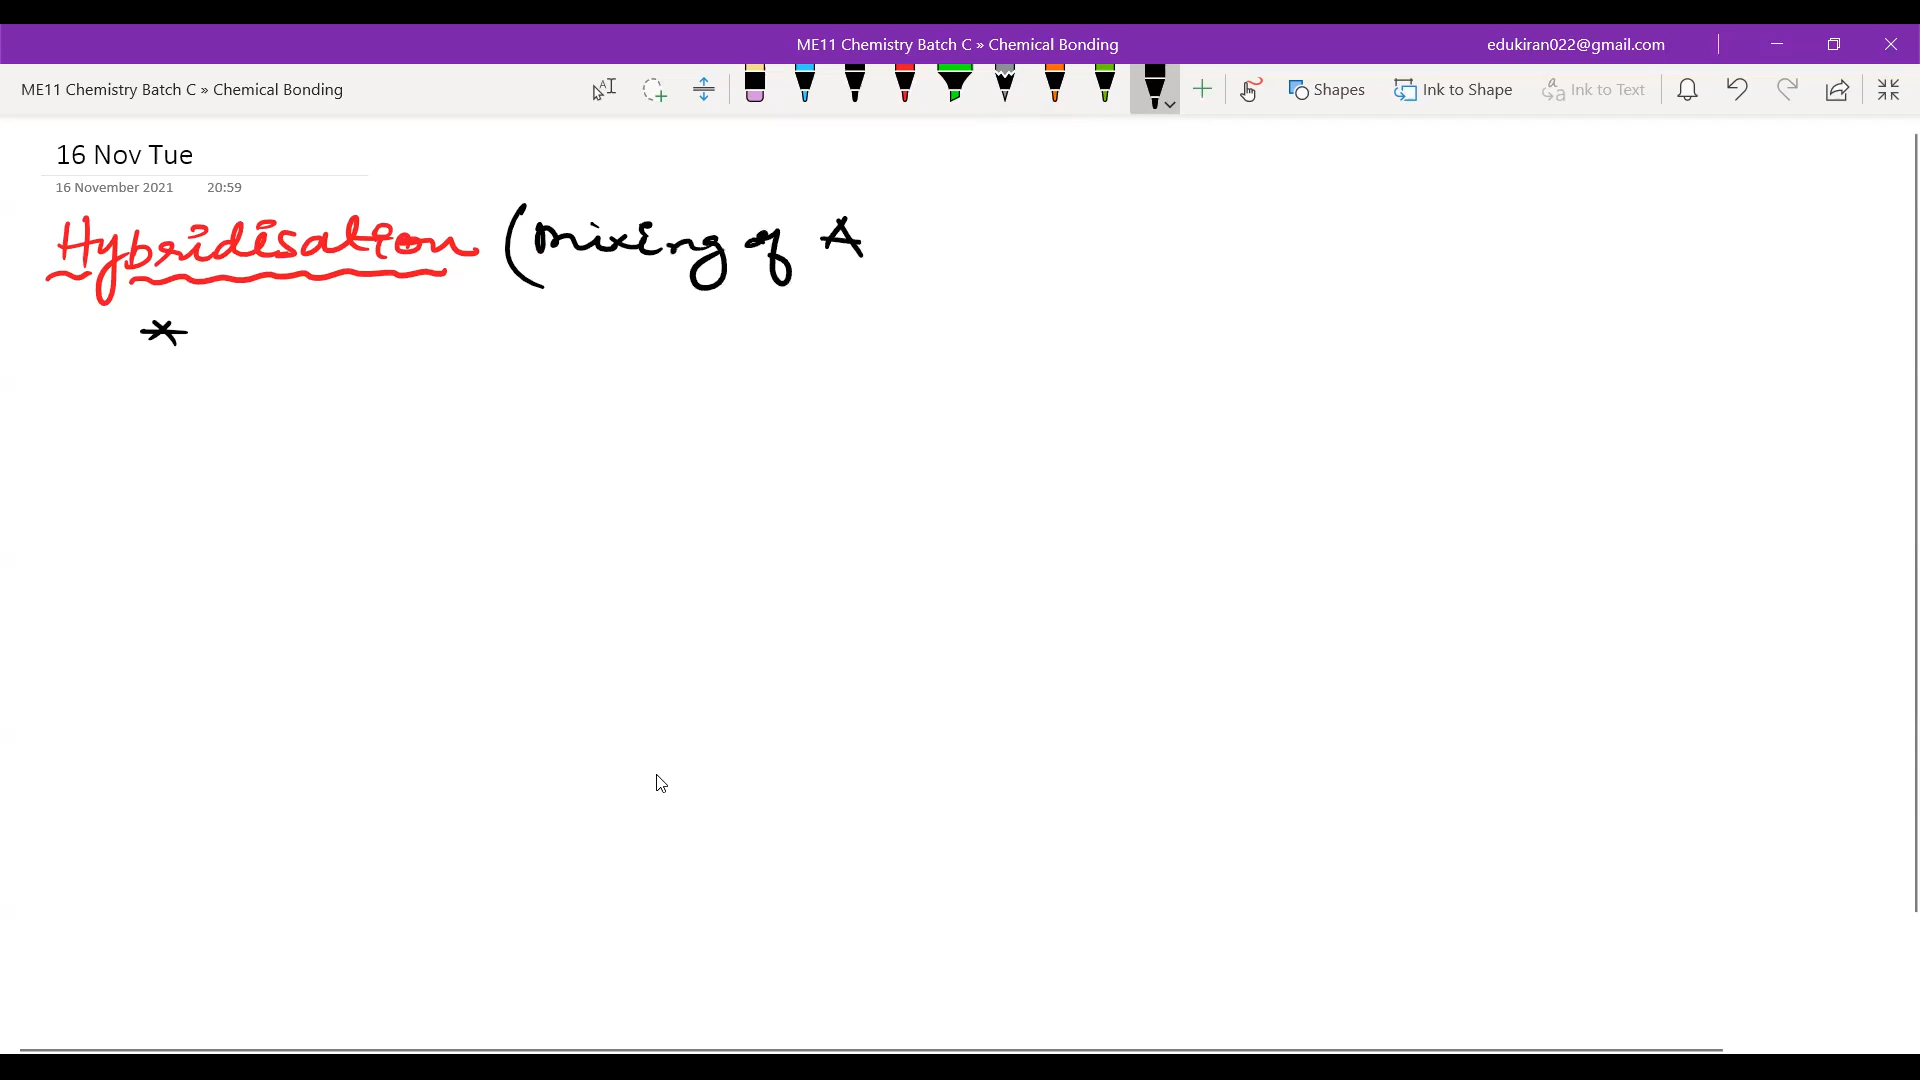 ME11 Chemistry Batch C » Chemical Bonding
edukiran022@gmail.com
ME11 Chemistry Batch C » Chemical Bonding
Shapes
Ink to Shape
Ink to Text
16 Nov Tue
16 November 2021 20:59
Hybridisation (mixing of A
*